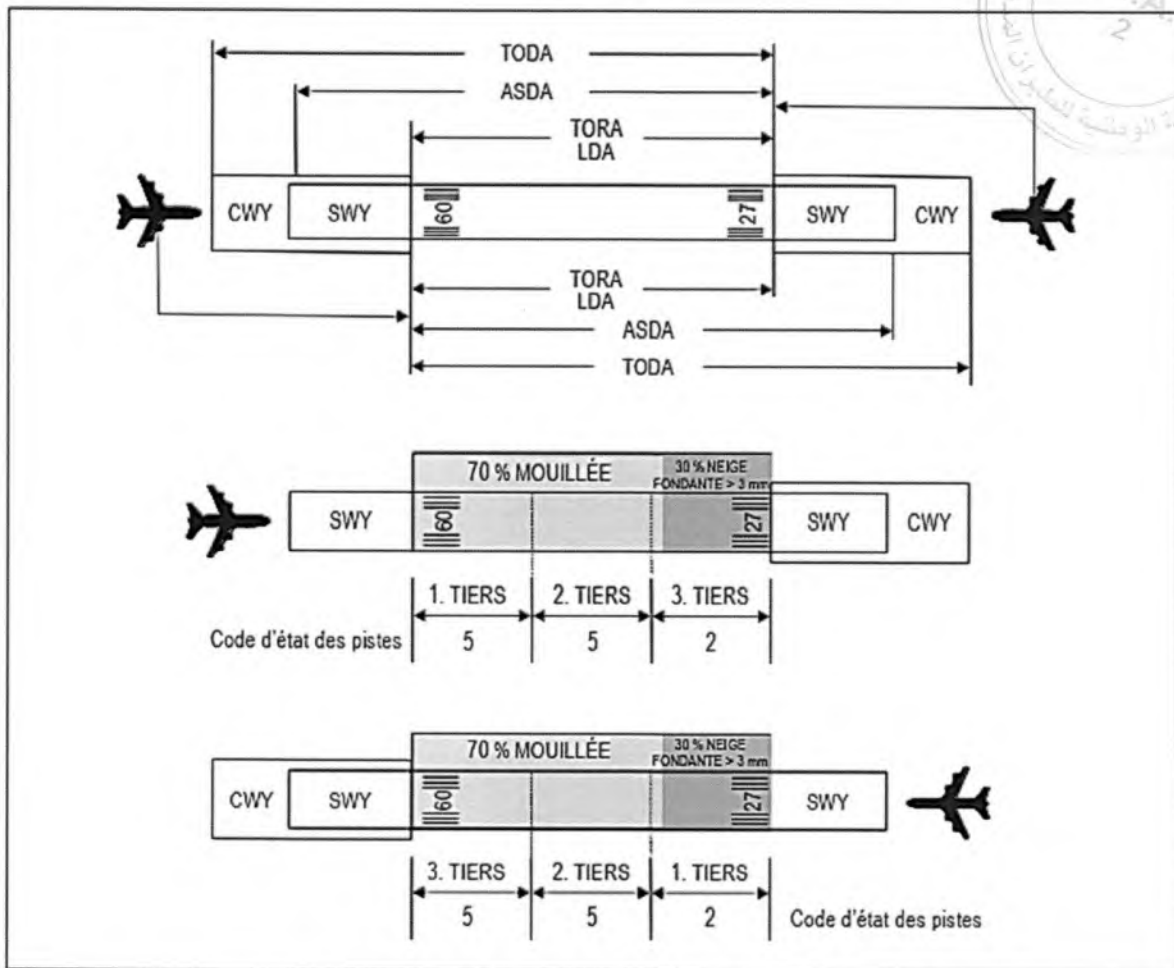 2
الوطنية للطيران
TODA
ASDA
TORA
LDA
CWY SWY 09 27 SWY CWY
TORA
LDA
ASDA
TODA
70 % MOUILLÉE 30 % NEIGE
FONDANTE > 3 mm
SWY 09 27 SWY CWY
1. TIERS 2. TIERS 3. TIERS
Code d'état des pistes 5 5 2
70 % MOUILLÉE 30 % NEIGE
FONDANTE > 3 mm
CWY SWY 09 27 SWY
3. TIERS 2. TIERS 1. TIERS
5 5 2 Code d'état des pistes